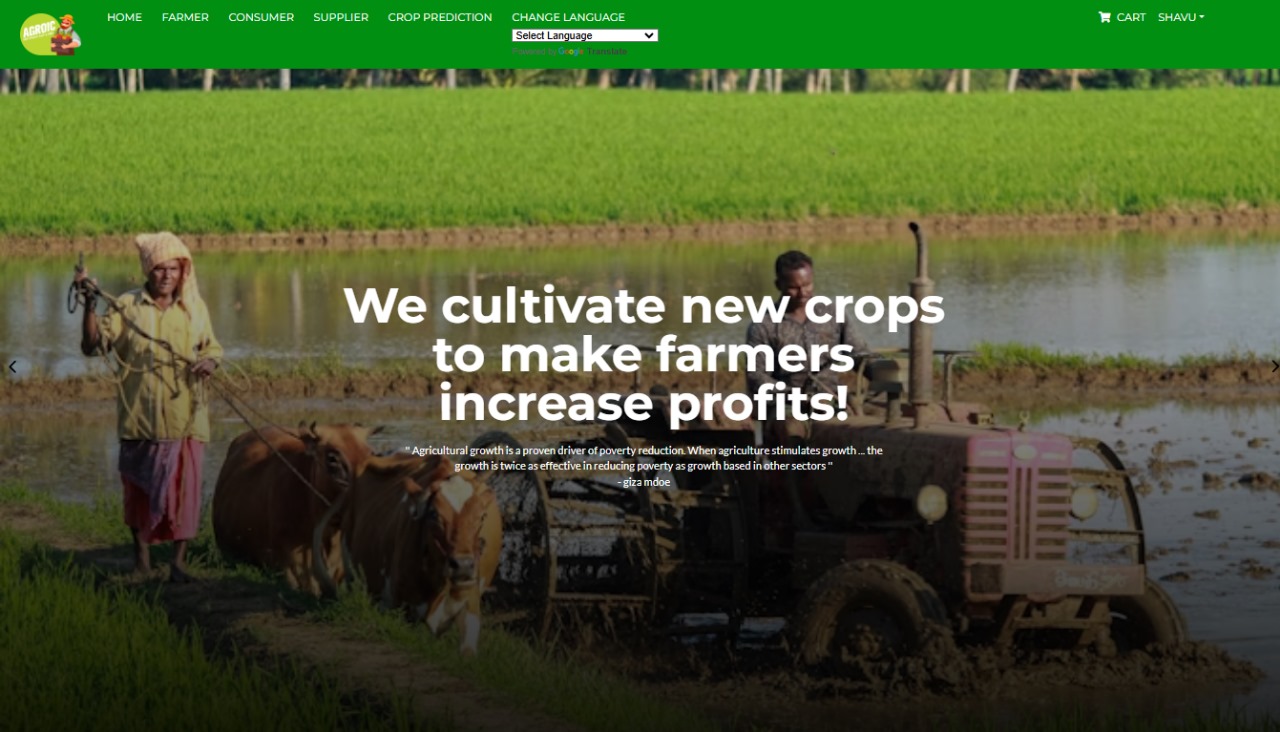 AGROIC
HOME FARMER CONSUMER SUPPLIER CROP PREDICTION CHANGE LANGUAGE
Select Language
Powered by Google Translate
CART SHAVU
We cultivate new crops
to make farmers
increase profits!
" Agricultural growth is a proven driver of poverty reduction. When agriculture stimulates growth ... the
growth is twice as effective in reducing poverty as growth based in other sectors "
- giza mdoe